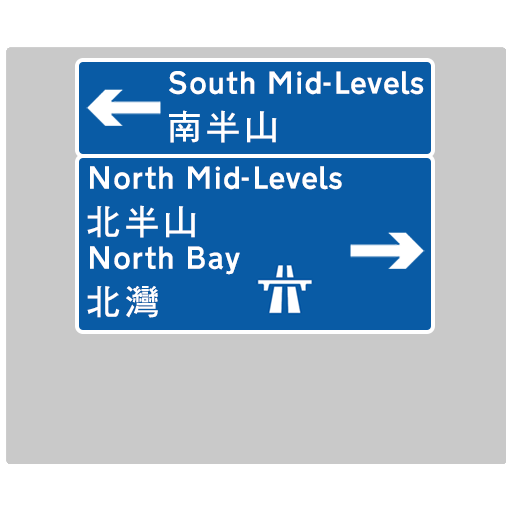 South Mid-Levels
南半山
North Mid-Levels
北半山
North Bay
北灣